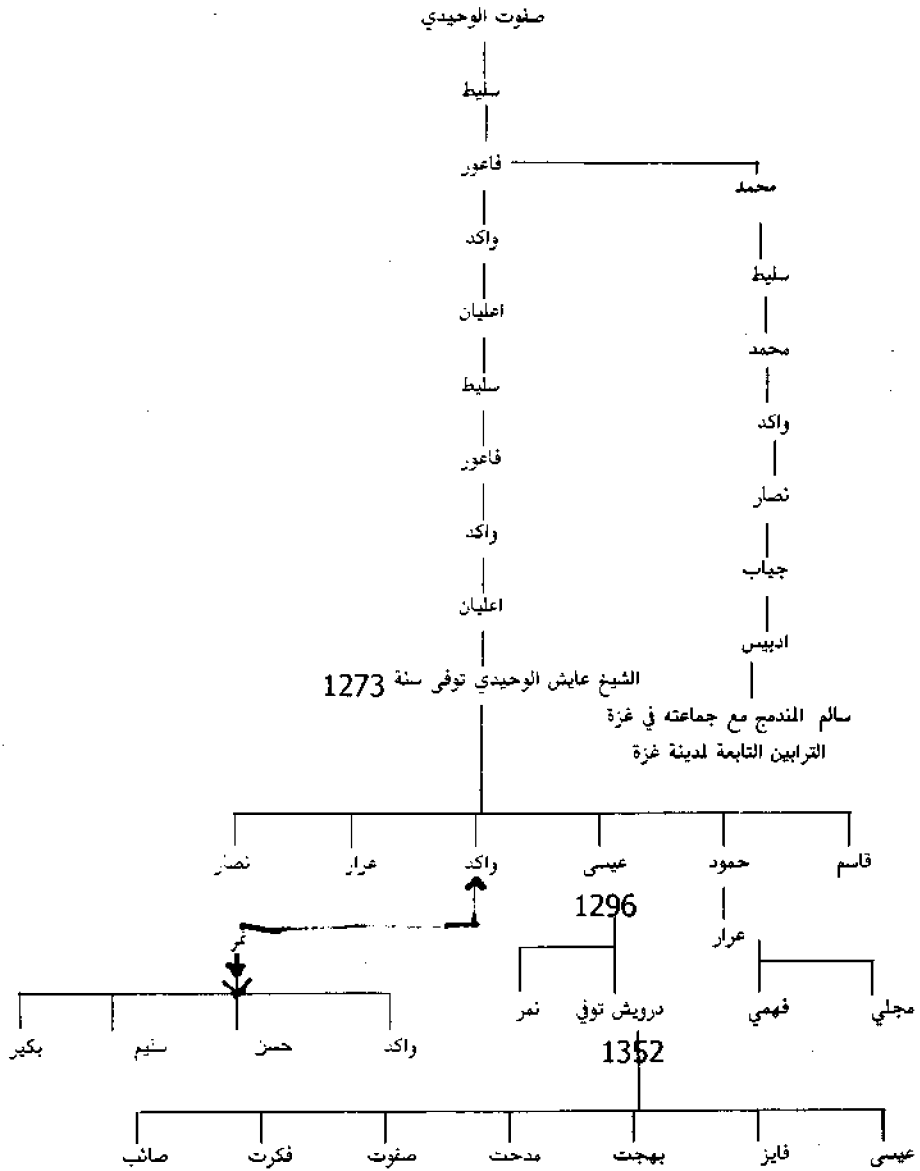 صفوت الوحيدي
سليط
فاعور
محمد
واكد
سليط
اعليان
محمد
سليط
واكد
فاعور
نصار
واكد
جياب
اعليان
ادبيس
الشيخ عايش الوحيدي توفى سنة 1273
سالم المندمج مع جماعته في غزة
الترابين التابعة لمدينة غزة
قاسم حمود عيسى واكد عرار نصار
1296
عرار
نمر
مجلي فهمي درويش توفي نمر
واكد حسن سليم بكير
1352
عيسى فايز بهجت مدحت صفوت فكرت صائب